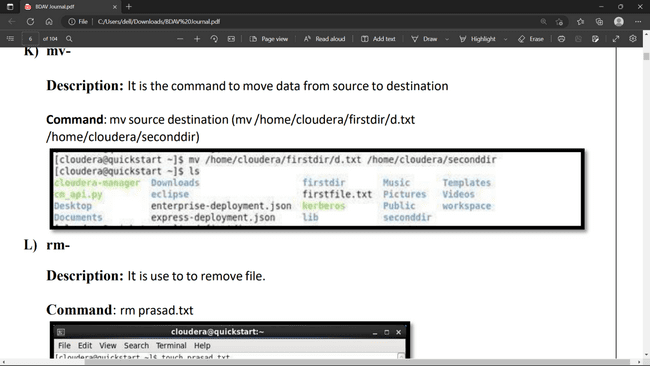 BDAV Journal.pdf
File C:/Users/dell/Downloads/BDAV%20Journal.pdf
6 of 104 Page view Read aloud Add text Draw Highlight Erase
K) mv-
Description: It is the command to move data from source to destination
Command: mv source destination (mv /home/cloudera/firstdir/d.txt
/home/cloudera/seconddir)
[cloudera@quickstart ~]$ mv /home/cloudera/firstdir/d.txt /home/cloudera/seconddir
[cloudera@quickstart ~]$ ls
cloudera-manager Downloads firstdir Music Templates
cm_api.py eclipse firstfile.txt Pictures Videos
Desktop enterprise-deployment.json kerberos Public workspace
Documents express-deployment.json lib seconddir
L) rm-
Description: It is use to to remove file.
Command: rm prasad.txt
cloudera@quickstart:~
File Edit View Search Terminal Help
[cloudera@quickstart ~]$ touch prasad.txt